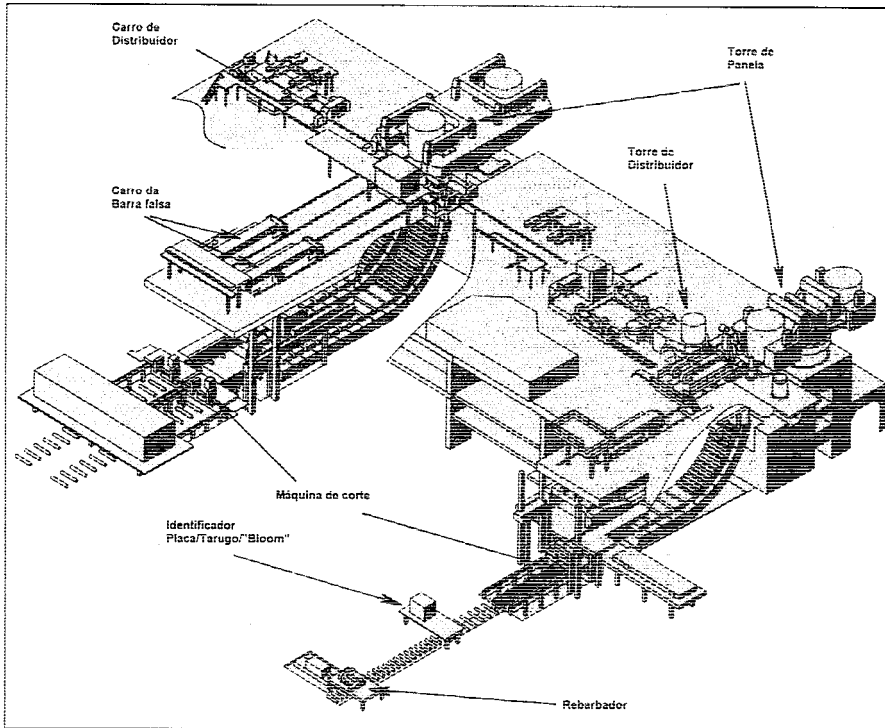 Carro de
Distribuidor
Torre de
Panela
Torre de
Distribuidor
Carro da
Barra falsa
Máquina de corte
Identificador
Placa/Tarugo/"Bloom"
Rebarbador